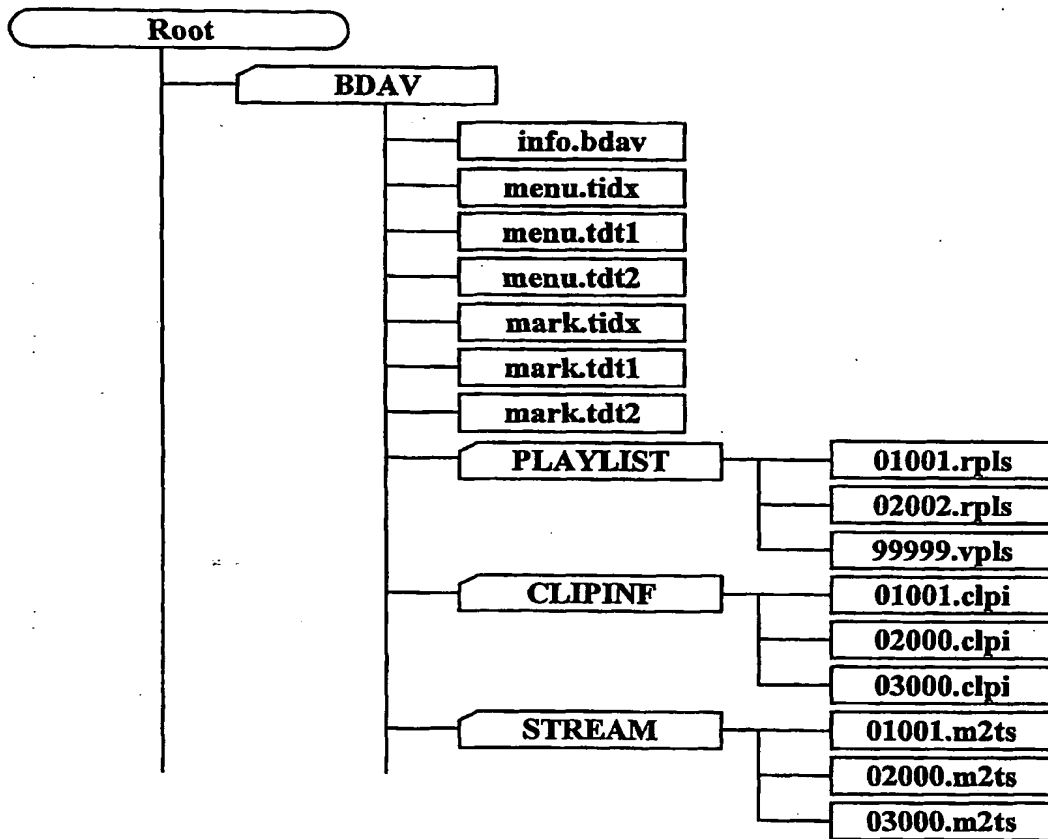 Root
BDAV
info.bdav
menu.tidx
menu.tdt1
menu.tdt2
mark.tidx
mark.tdt1
mark.tdt2
PLAYLIST
01001.rpls
02002.rpls
99999.vpls
CLIPINF
01001.clpi
02000.clpi
03000.clpi
STREAM
01001.m2ts
02000.m2ts
03000.m2ts